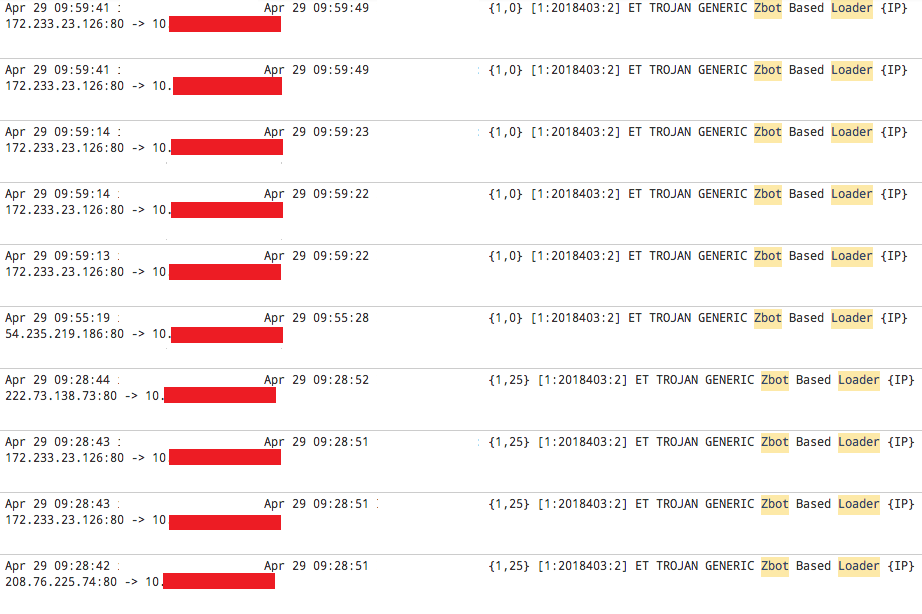 Apr 29 09:59:41 : Apr 29 09:59:49 {1,0} [1:2018403:2] ET TROJAN GENERIC Zbot Based Loader {IP}
172.233.23.126:80 -> 10
Apr 29 09:59:41 : Apr 29 09:59:49 : {1,0} [1:2018403:2] ET TROJAN GENERIC Zbot Based Loader {IP}
172.233.23.126:80 -> 10.
Apr 29 09:59:14 : Apr 29 09:59:23 : {1,0} [1:2018403:2] ET TROJAN GENERIC Zbot Based Loader {IP}
172.233.23.126:80 -> 10.
Apr 29 09:59:14 : Apr 29 09:59:22 {1,0} [1:2018403:2] ET TROJAN GENERIC Zbot Based Loader {IP}
172.233.23.126:80 -> 10.
Apr 29 09:59:13 : Apr 29 09:59:22 {1,0} [1:2018403:2] ET TROJAN GENERIC Zbot Based Loader {IP}
172.233.23.126:80 -> 10
Apr 29 09:55:19 : Apr 29 09:55:28 {1,0} [1:2018403:2] ET TROJAN GENERIC Zbot Based Loader {IP}
54.235.219.186:80 -> 10.
Apr 29 09:28:44 : Apr 29 09:28:52 {1,25} [1:2018403:2] ET TROJAN GENERIC Zbot Based Loader {IP}
222.73.138.73:80 -> 10.
Apr 29 09:28:43 : Apr 29 09:28:51 : {1,25} [1:2018403:2] ET TROJAN GENERIC Zbot Based Loader {IP}
172.233.23.126:80 -> 10
Apr 29 09:28:43 : Apr 29 09:28:51 : {1,25} [1:2018403:2] ET TROJAN GENERIC Zbot Based Loader {IP}
172.233.23.126:80 -> 10
Apr 29 09:28:42 : Apr 29 09:28:51 {1,25} [1:2018403:2] ET TROJAN GENERIC Zbot Based Loader {IP}
208.76.225.74:80 -> 10.